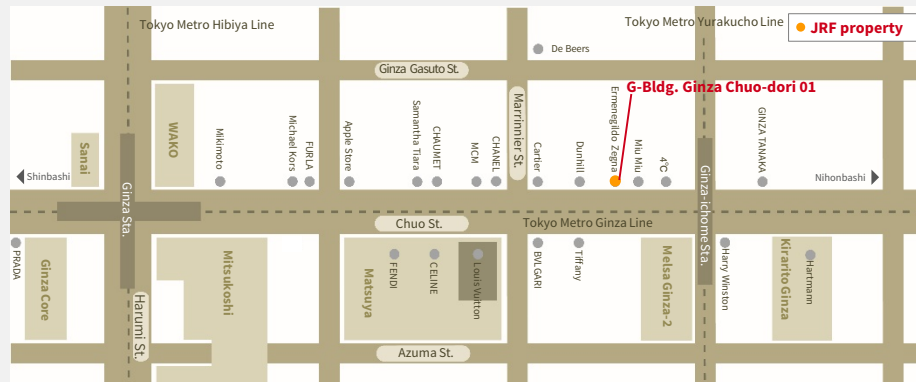 Tokyo Metro Hibiya Line
Tokyo Metro Yurakucho Line
JRF property
De Beers
Ginza Gasuto St.
G-Bldg. Ginza Chuo-dori 01
Marrinnier St.
Sanai
WAKO
Mikimoto
Michael Kors
FURLA
Apple Store
Samantha Tiara
CHAUMET
MCM
CHANEL
Cartier
Dunhill
Ermenegildo Zegna
Miu Miu
4℃
GINZA TANAKA
Shinbashi
Nihonbashi
Ginza Sta.
Ginza-Itchome Sta.
Chuo St.
Tokyo Metro Ginza Line
PRADA
Ginza Core
Mitsukoshi
Matsuya
FENDI
CELINE
Louis Vuitton
BVLGARI
Tiffany
Melsa Ginza-2
Harry Winston
Kirarito Ginza
Hartmann
Harumi St.
Azuma St.